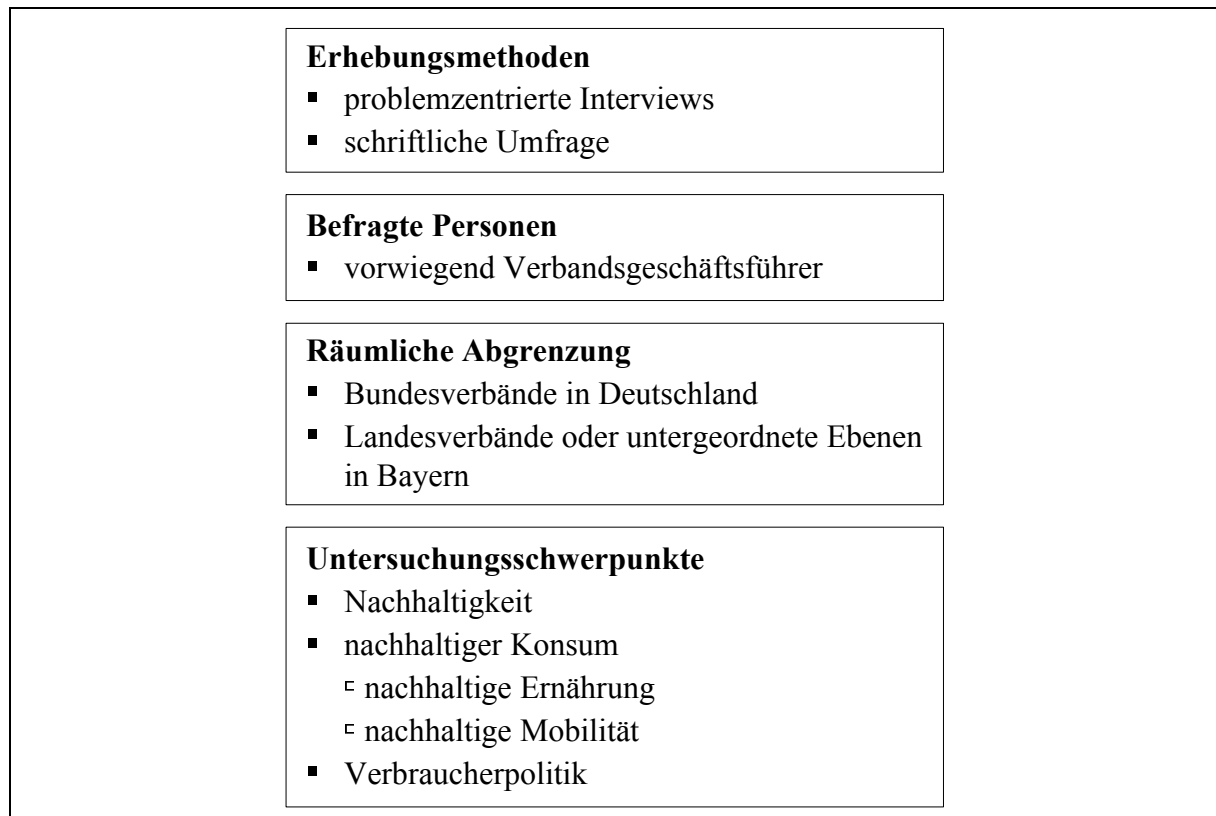 Erhebungsmethoden
▪ problemzentrierte Interviews
▪ schriftliche Umfrage
Befragte Personen
▪ vorwiegend Verbandsgeschäftsführer
Räumliche Abgrenzung
▪ Bundesverbände in Deutschland
▪ Landesverbände oder untergeordnete Ebenen
in Bayern
Untersuchungsschwerpunkte
▪ Nachhaltigkeit
▪ nachhaltiger Konsum
▫ nachhaltige Ernährung
▫ nachhaltige Mobilität
▪ Verbraucherpolitik